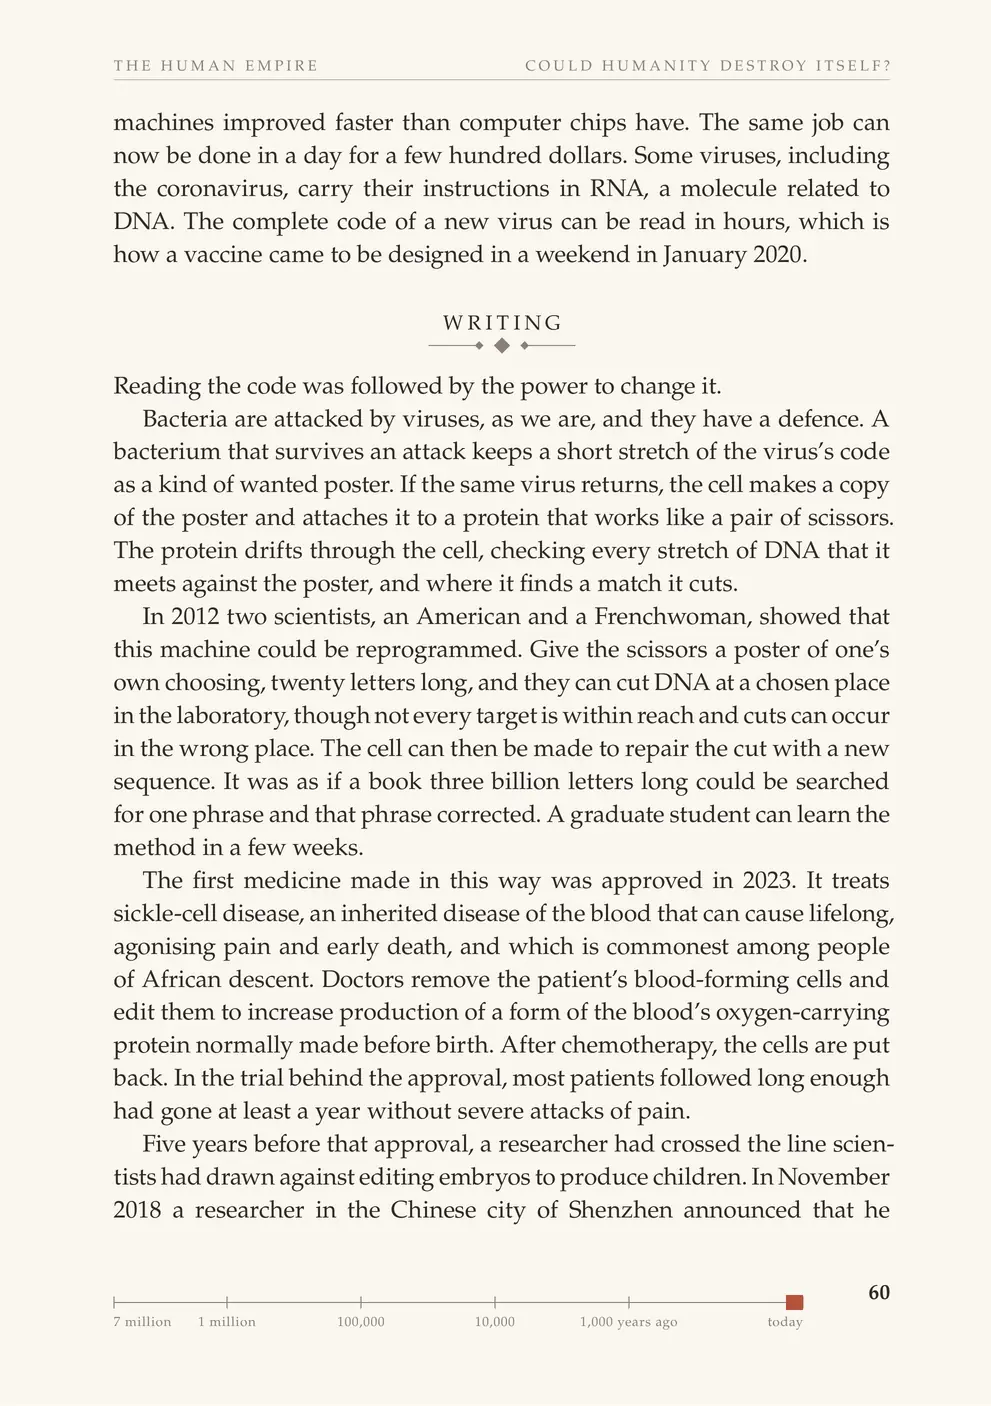 THE HUMAN EMPIRE
COULD HUMANITY DESTROY ITSELF?
machines improved faster than computer chips have. The same job can
now be done in a day for a few hundred dollars. Some viruses, including
the coronavirus, carry their instructions in RNA, a molecule related to
DNA. The complete code of a new virus can be read in hours, which is
how a vaccine came to be designed in a weekend in January 2020.
WRITING
Reading the code was followed by the power to change it.
Bacteria are attacked by viruses, as we are, and they have a defence. A
bacterium that survives an attack keeps a short stretch of the virus’s code
as a kind of wanted poster. If the same virus returns, the cell makes a copy
of the poster and attaches it to a protein that works like a pair of scissors.
The protein drifts through the cell, checking every stretch of DNA that it
meets against the poster, and where it finds a match it cuts.
In 2012 two scientists, an American and a Frenchwoman, showed that
this machine could be reprogrammed. Give the scissors a poster of one’s
own choosing, twenty letters long, and they can cut DNA at a chosen place
in the laboratory, though not every target is within reach and cuts can occur
in the wrong place. The cell can then be made to repair the cut with a new
sequence. It was as if a book three billion letters long could be searched
for one phrase and that phrase corrected. A graduate student can learn the
method in a few weeks.
The first medicine made in this way was approved in 2023. It treats
sickle-cell disease, an inherited disease of the blood that can cause lifelong,
agonising pain and early death, and which is commonest among people
of African descent. Doctors remove the patient’s blood-forming cells and
edit them to increase production of a form of the blood’s oxygen-carrying
protein normally made before birth. After chemotherapy, the cells are put
back. In the trial behind the approval, most patients followed long enough
had gone at least a year without severe attacks of pain.
Five years before that approval, a researcher had crossed the line scien-
tists had drawn against editing embryos to produce children. In November
2018 a researcher in the Chinese city of Shenzhen announced that he
60
7 million 1 million 100,000 10,000 1,000 years ago today